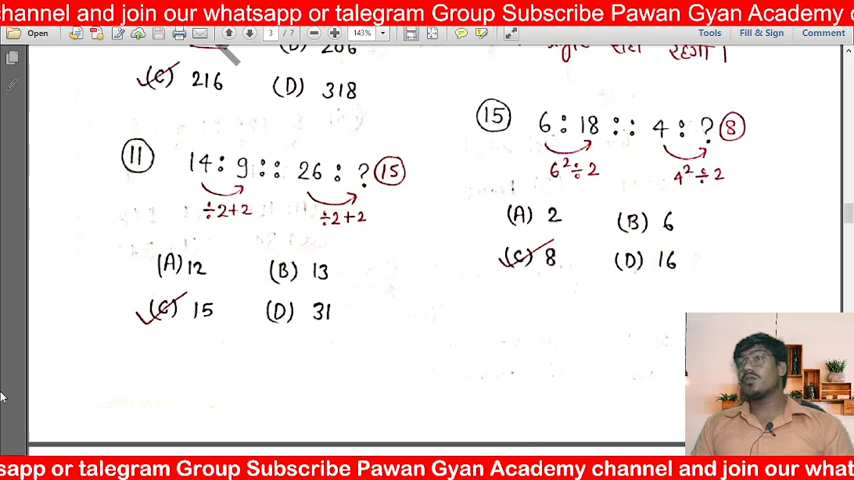 channel and join our whatsapp or talegram Group Subscribe Pawan Gyan Academy
Open 3 / 7 143% Tools Fill & Sign Comment
(C) 216 (D) 318
(11) 14 : 9 :: 26 : ? (15)
÷2+2 ÷2+2
(A) 12 (B) 13
(C) 15 (D) 31
(15) 6 : 18 :: 4 : ? (8)
6²÷2 4²÷2
(A) 2 (B) 6
(C) 8 (D) 16
sapp or talegram Group Subscribe Pawan Gyan Academy channel and join our what